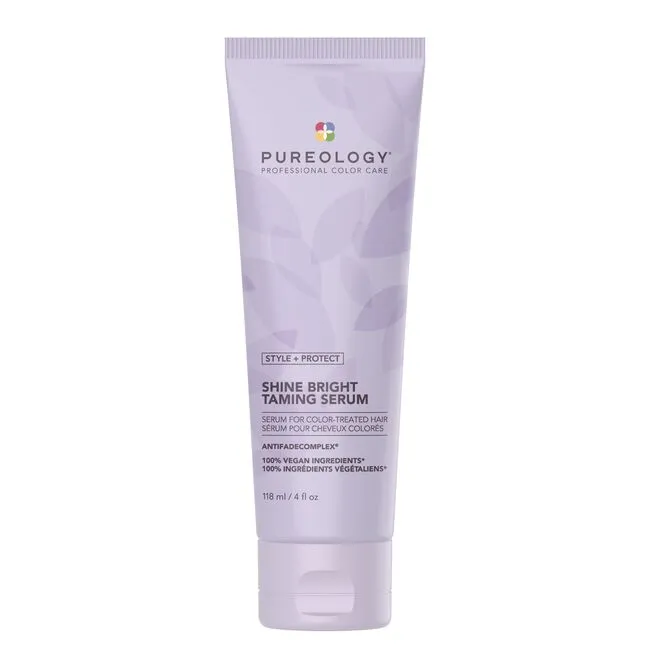 PUREOLOGY®
PROFESSIONAL COLOR CARE
STYLE + PROTECT
SHINE BRIGHT
TAMING SERUM
SERUM FOR COLOR-TREATED HAIR
SÉRUM POUR CHEVEUX COLORÉS
ANTIFADECOMPLEX®
100% VEGAN INGREDIENTS*
100% INGRÉDIENTS VÉGÉTALIENS*
118 ml / 4 fl oz